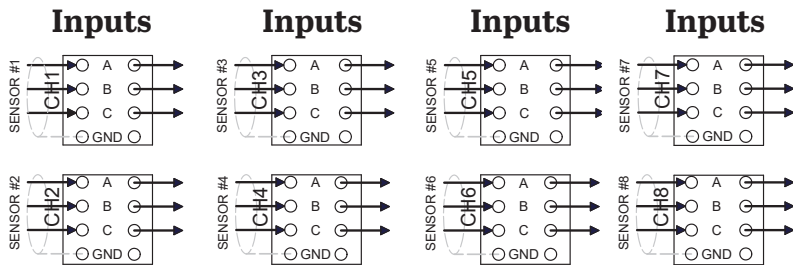 Inputs Inputs Inputs Inputs
SENSOR #1 CH1 A B C GND
SENSOR #3 CH3 A B C GND
SENSOR #5 CH5 A B C GND
SENSOR #7 CH7 A B C GND
SENSOR #2 CH2 A B C GND
SENSOR #4 CH4 A B C GND
SENSOR #6 CH6 A B C GND
SENSOR #8 CH8 A B C GND